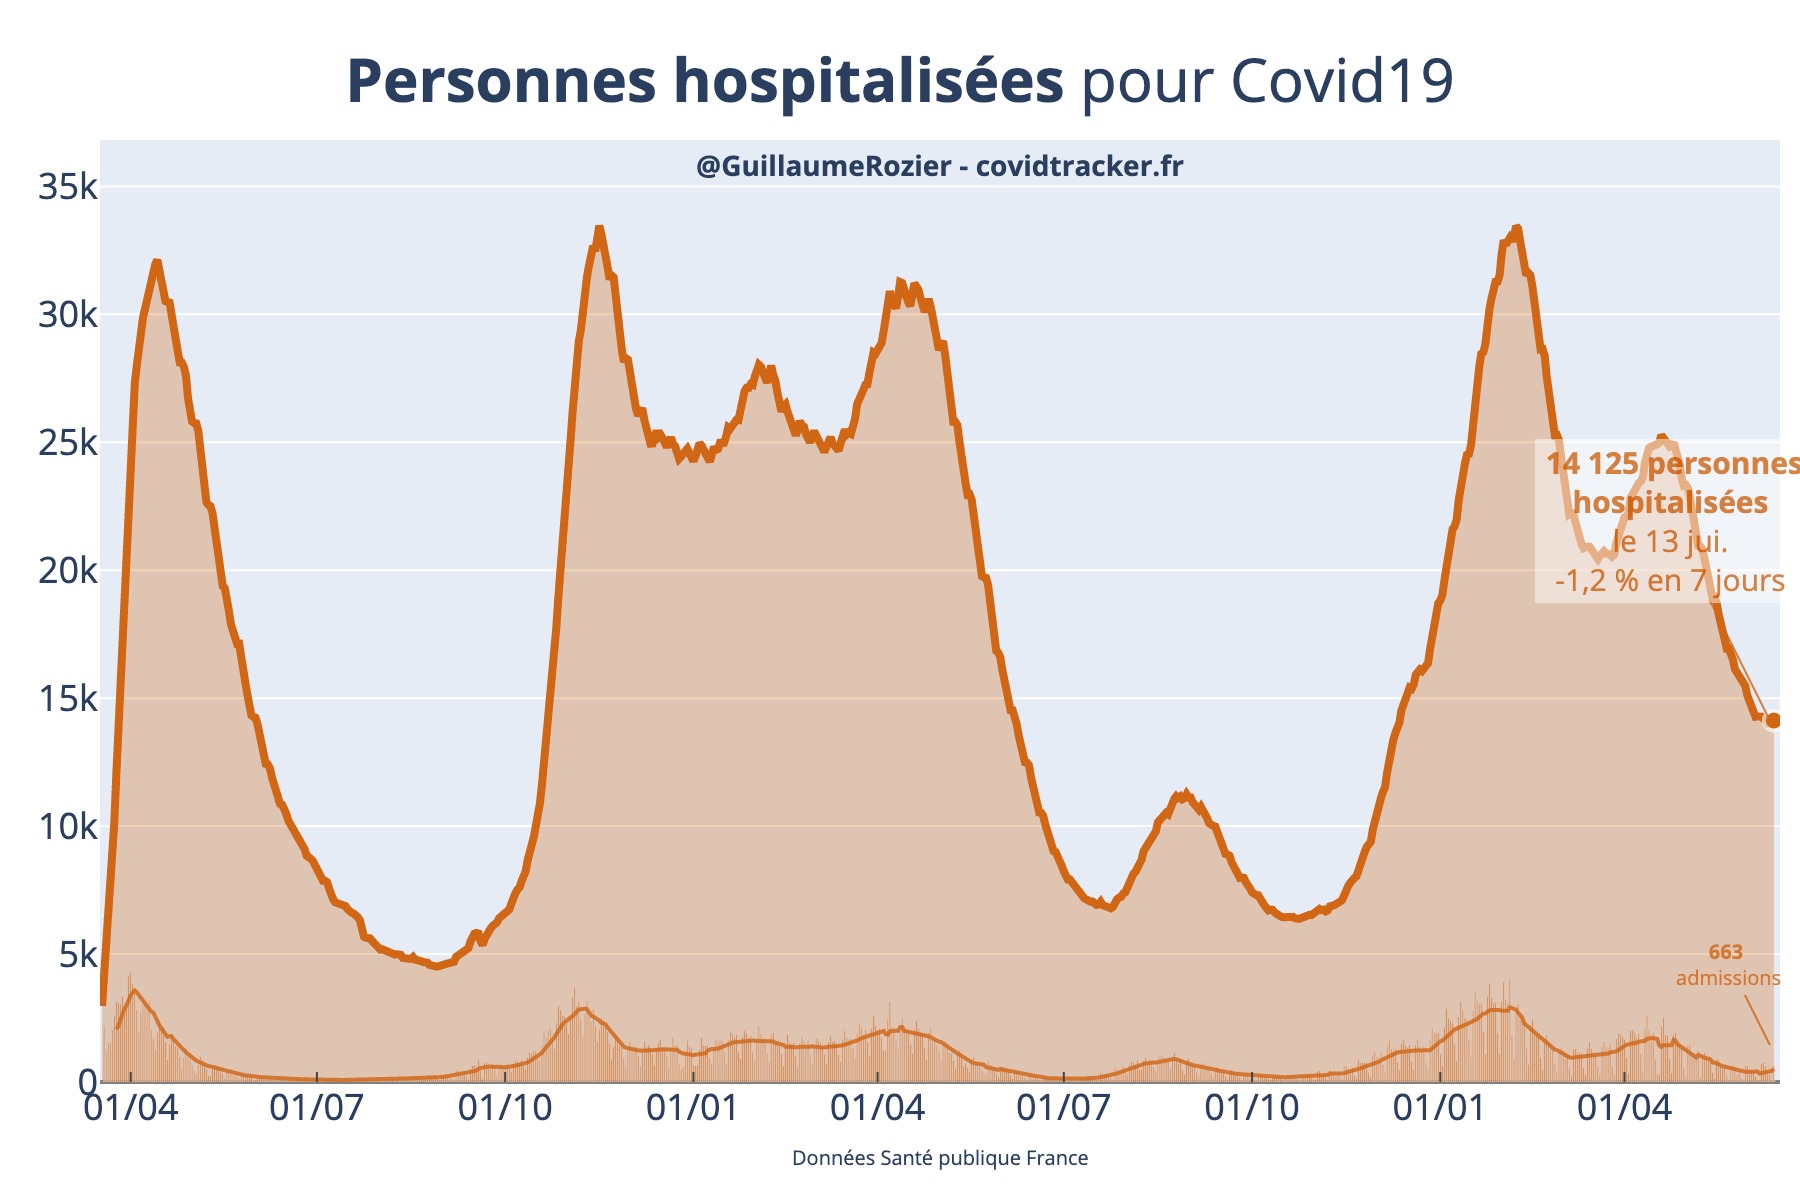 Personnes hospitalisées pour Covid19
@GuillaumeRozier - covidtracker.fr
35k
30k
25k
20k
15k
10k
5k
0
14 125 personnes
hospitalisées
le 13 jui.
-1,2 % en 7 jours
663
admissions
01/04
01/07
01/10
01/01
01/04
01/07
01/10
01/01
01/04
Données Santé publique France